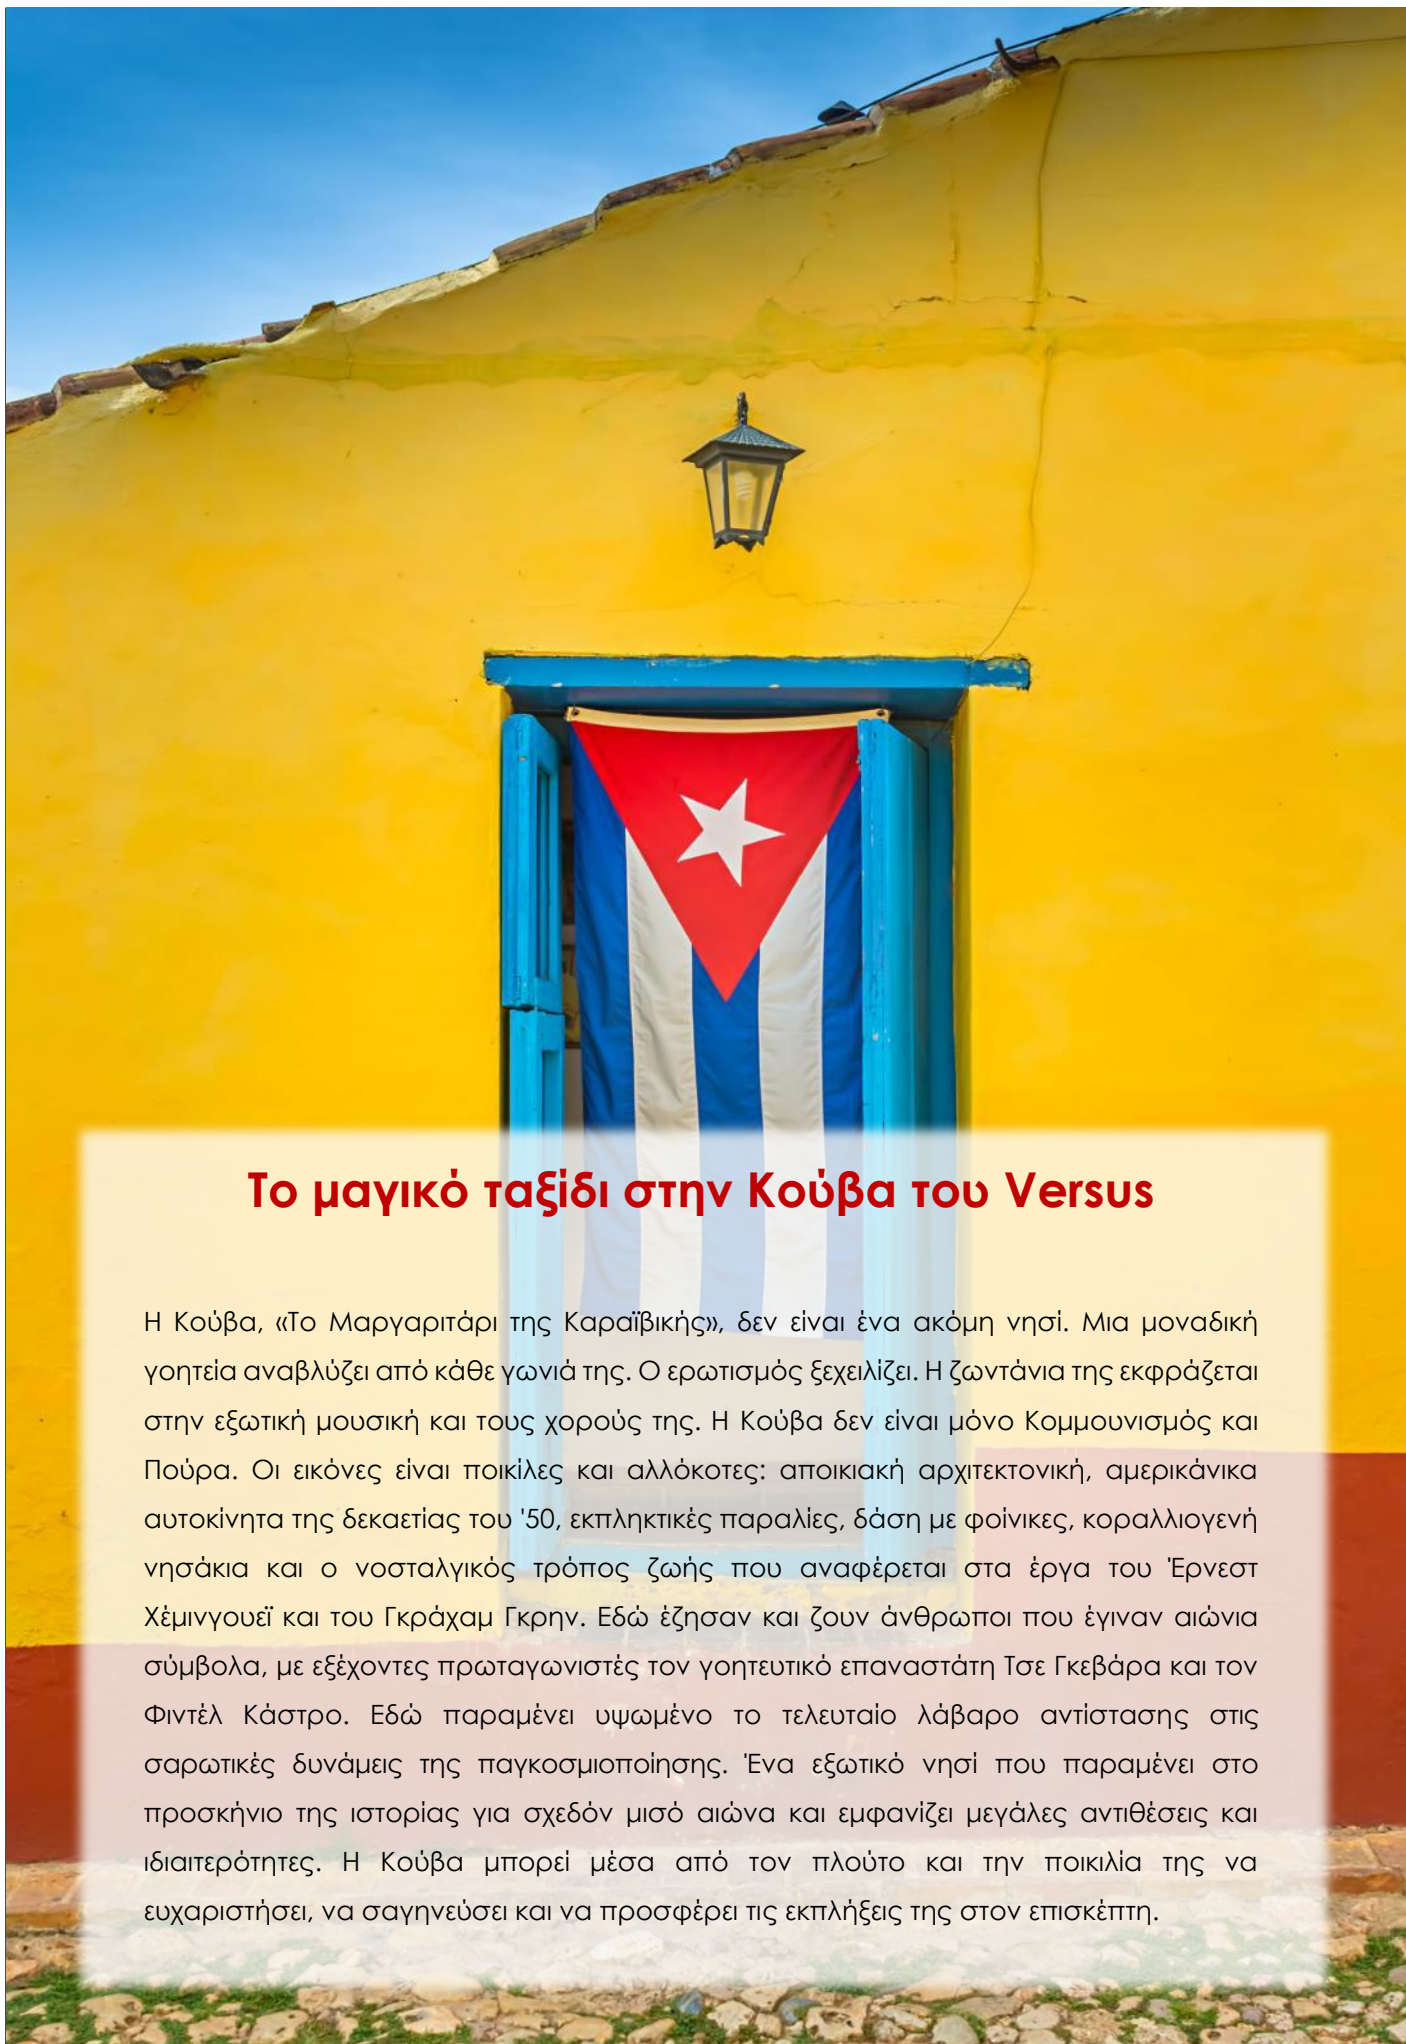 Το μαγικό ταξίδι στην Κούβα του Versus
Η Κούβα, «Το Μαργαριτάρι της Καραϊβικής», δεν είναι ένα ακόμη νησί. Μια μοναδική
γοητεία αναβλύζει από κάθε γωνιά της. Ο ερωτισμός ξεχειλίζει. Η ζωντάνια της εκφράζεται
στην εξωτική μουσική και τους χορούς της. Η Κούβα δεν είναι μόνο Κομμουνισμός και
Πούρα. Οι εικόνες είναι ποικίλες και αλλόκοτες: αποικιακή αρχιτεκτονική, αμερικάνικα
αυτοκίνητα της δεκαετίας του '50, εκπληκτικές παραλίες, δάση με φοίνικες, κοραλλιογενή
νησάκια και ο νοσταλγικός τρόπος ζωής που αναφέρεται στα έργα του Έρνεστ
Χέμινγουεϊ και του Γκράχαμ Γκρην. Εδώ έζησαν και ζουν άνθρωποι που έγιναν αιώνια
σύμβολα, με εξέχοντες πρωταγωνιστές τον γοητευτικό επαναστάτη Τσε Γκεβάρα και τον
Φιντέλ Κάστρο. Εδώ παραμένει υψωμένο το τελευταίο λάβαρο αντίστασης στις
σαρωτικές δυνάμεις της παγκοσμιοποίησης. Ένα εξωτικό νησί που παραμένει στο
προσκήνιο της ιστορίας για σχεδόν μισό αιώνα και εμφανίζει μεγάλες αντιθέσεις και
ιδιαιτερότητες. Η Κούβα μπορεί μέσα από τον πλούτο και την ποικιλία της να
ευχαριστήσει, να σαγηνεύσει και να προσφέρει τις εκπλήξεις της στον επισκέπτη.